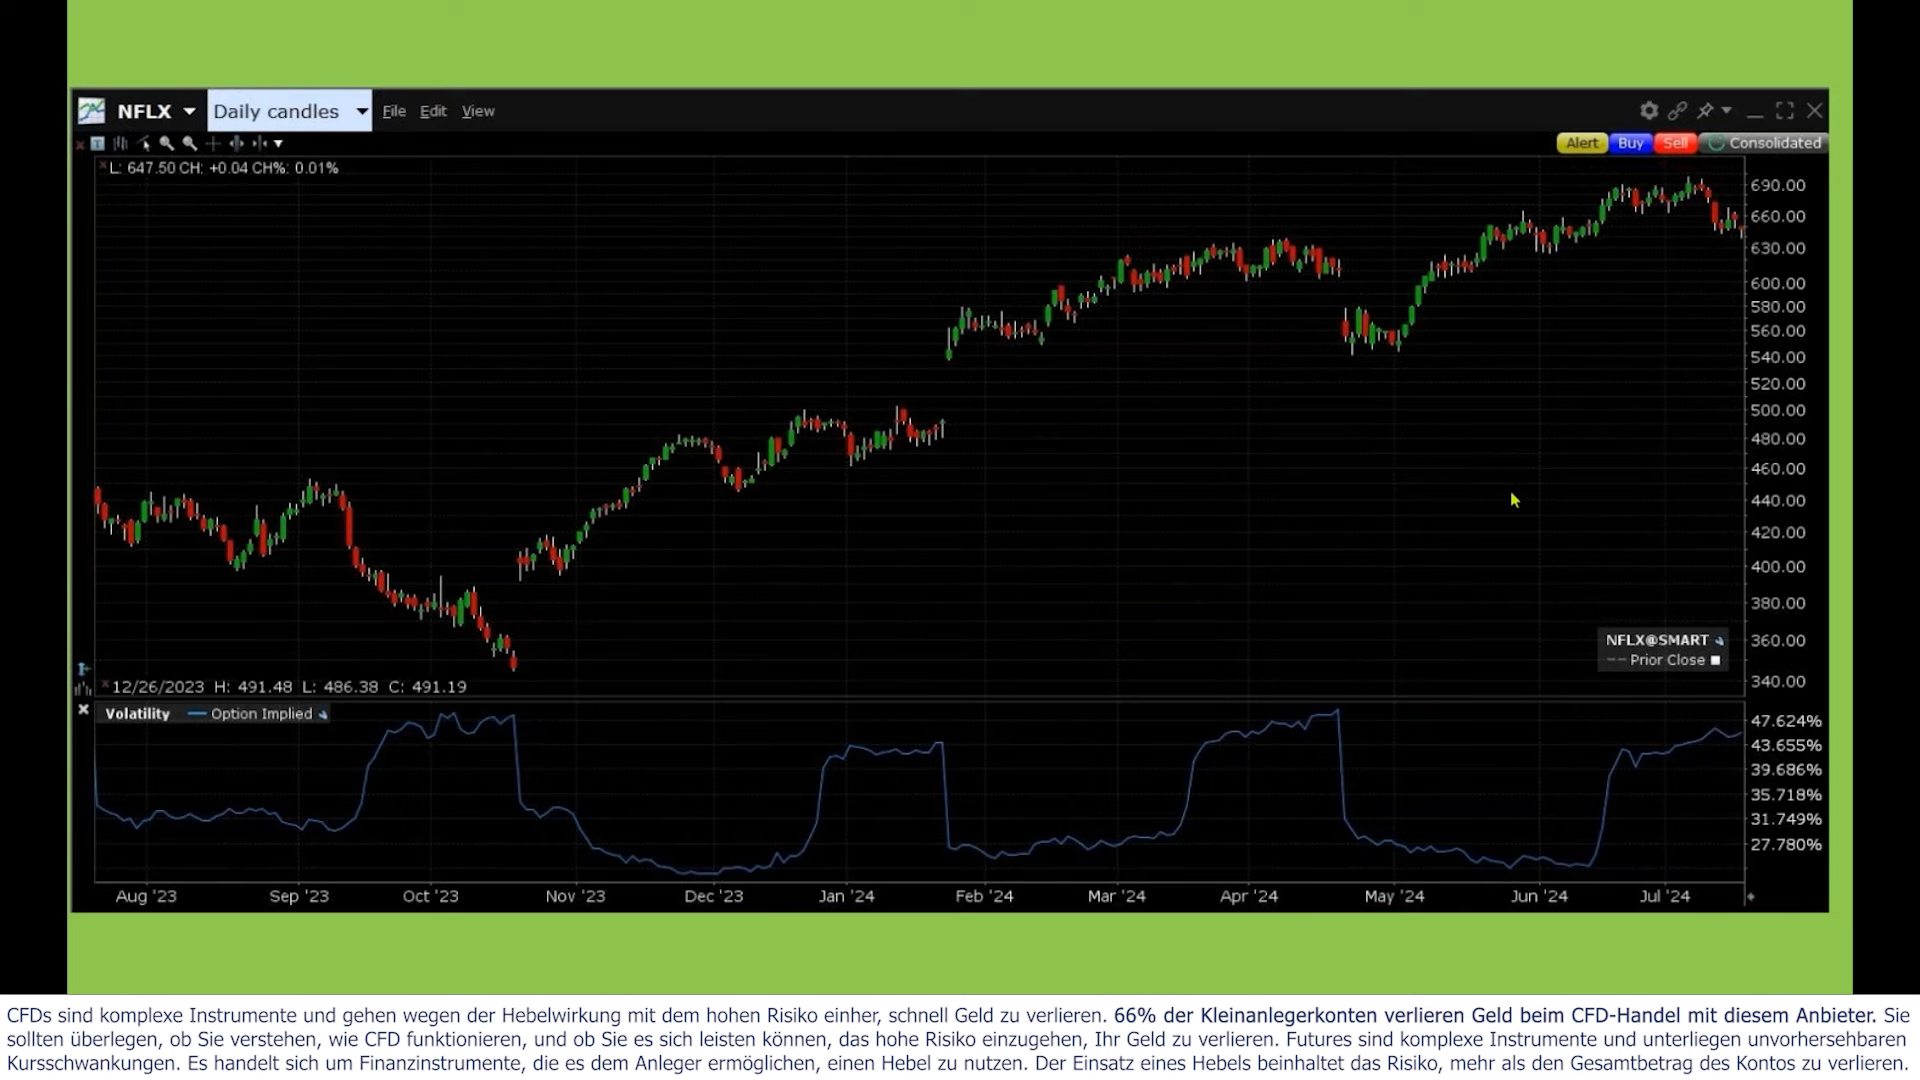 NFLX Daily candles File Edit View
Alert Buy Sell Consolidated
L: 647.50 CH: +0.04 CH%: 0.01%
690.00
660.00
630.00
600.00
580.00
560.00
540.00
520.00
500.00
480.00
460.00
440.00
420.00
400.00
380.00
360.00
340.00
NFLX@SMART
Prior Close
12/26/2023 H: 491.48 L: 486.38 C: 491.19
Volatility Option Implied
47.624%
43.655%
39.686%
35.718%
31.749%
27.780%
Aug '23 Sep '23 Oct '23 Nov '23 Dec '23 Jan '24 Feb '24 Mar '24 Apr '24 May '24 Jun '24 Jul '24
CFDs sind komplexe Instrumente und gehen wegen der Hebelwirkung mit dem hohen Risiko einher, schnell Geld zu verlieren. 66% der Kleinanlegerkonten verlieren Geld beim CFD-Handel mit diesem Anbieter. Sie
sollten überlegen, ob Sie verstehen, wie CFD funktionieren, und ob Sie es sich leisten können, das hohe Risiko einzugehen, Ihr Geld zu verlieren. Futures sind komplexe Instrumente und unterliegen unvorhersehbaren
Kursschwankungen. Es handelt sich um Finanzinstrumente, die es dem Anleger ermöglichen, einen Hebel zu nutzen. Der Einsatz eines Hebels beinhaltet das Risiko, mehr als den Gesamtbetrag des Kontos zu verlieren.